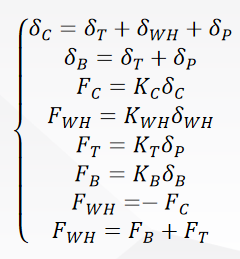 δ_C = δ_T + δ_WH + δ_P
δ_B = δ_T + δ_P
F_C = K_C δ_C
F_WH = K_WH δ_WH
F_T = K_T δ_P
F_B = K_B δ_B
F_WH =− F_C
F_WH = F_B + F_T